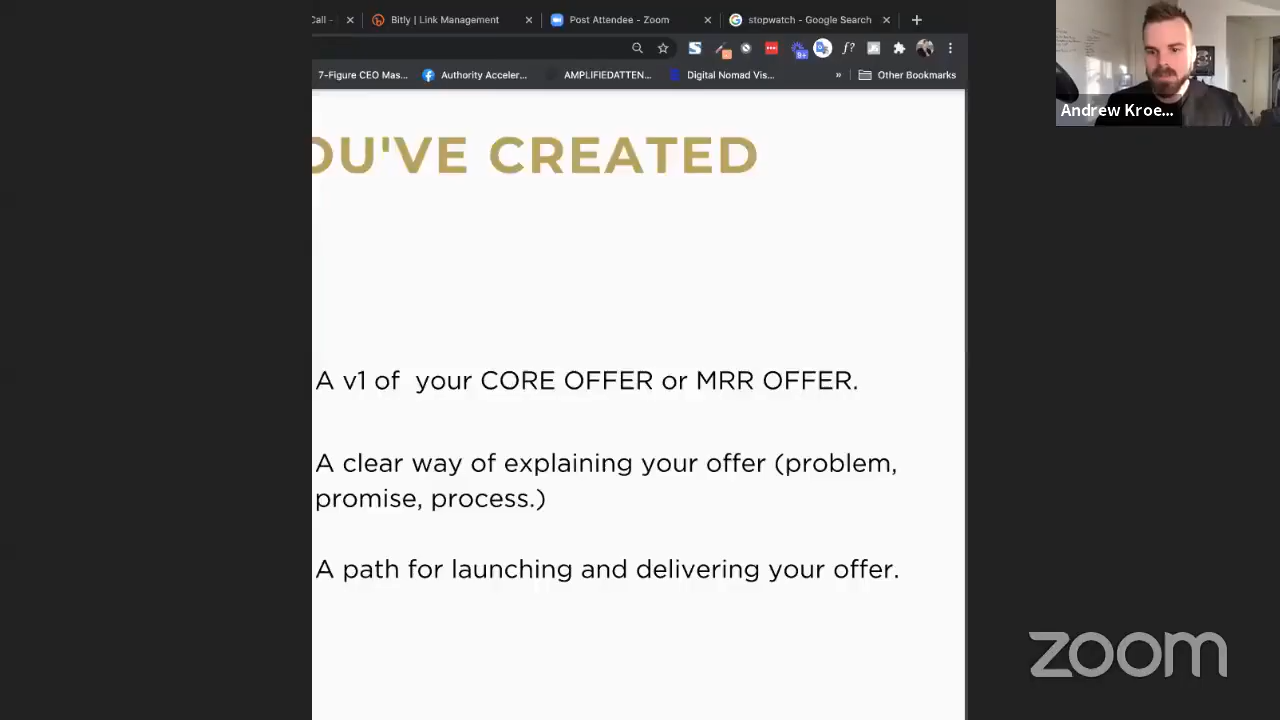 Call -
Bitly | Link Management
Post Attendee - Zoom
stopwatch - Google Search
f?
9+
7-Figure CEO Mas...
Authority Acceler...
AMPLIFIEDATTEN...
Digital Nomad Vis...
»
Other Bookmarks
Andrew Kroe...
OU'VE CREATED
A v1 of your CORE OFFER or MRR OFFER.
A clear way of explaining your offer (problem,
promise, process.)
A path for launching and delivering your offer.
zoom